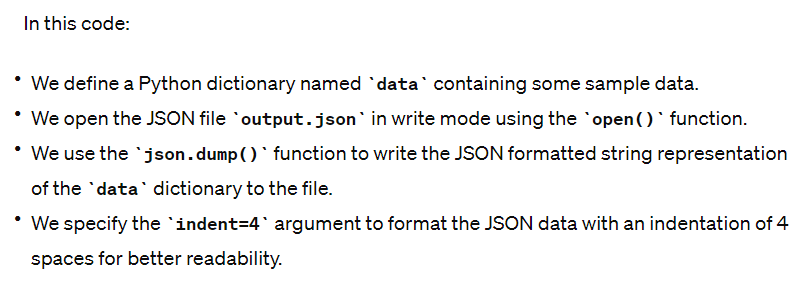 In this code:
• We define a Python dictionary named `data` containing some sample data.
• We open the JSON file `output.json` in write mode using the `open()` function.
• We use the `json.dump()` function to write the JSON formatted string representation
of the `data` dictionary to the file.
• We specify the `indent=4` argument to format the JSON data with an indentation of 4
spaces for better readability.